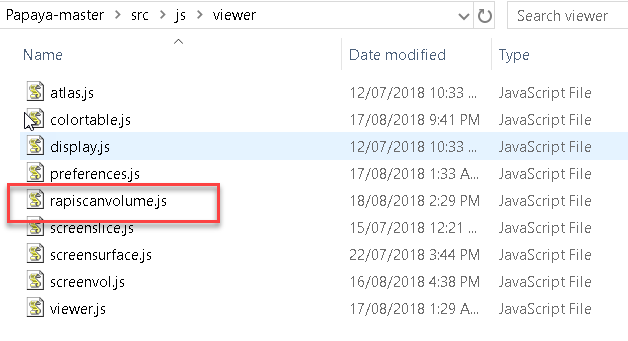 Papaya-master > src > js > viewer Search viewer
Name Date modified Type
atlas.js 12/07/2018 10:33 ... JavaScript File
colortable.js 17/08/2018 9:41 PM JavaScript File
display.js 12/07/2018 10:33 ... JavaScript File
preferences.js 17/08/2018 1:33 A... JavaScript File
rapiscanvolume.js 18/08/2018 2:29 PM JavaScript File
screenslice.js 15/07/2018 12:21 ... JavaScript File
screensurface.js 22/07/2018 3:44 PM JavaScript File
screenvol.js 16/08/2018 4:38 PM JavaScript File
viewer.js 17/08/2018 1:29 A... JavaScript File